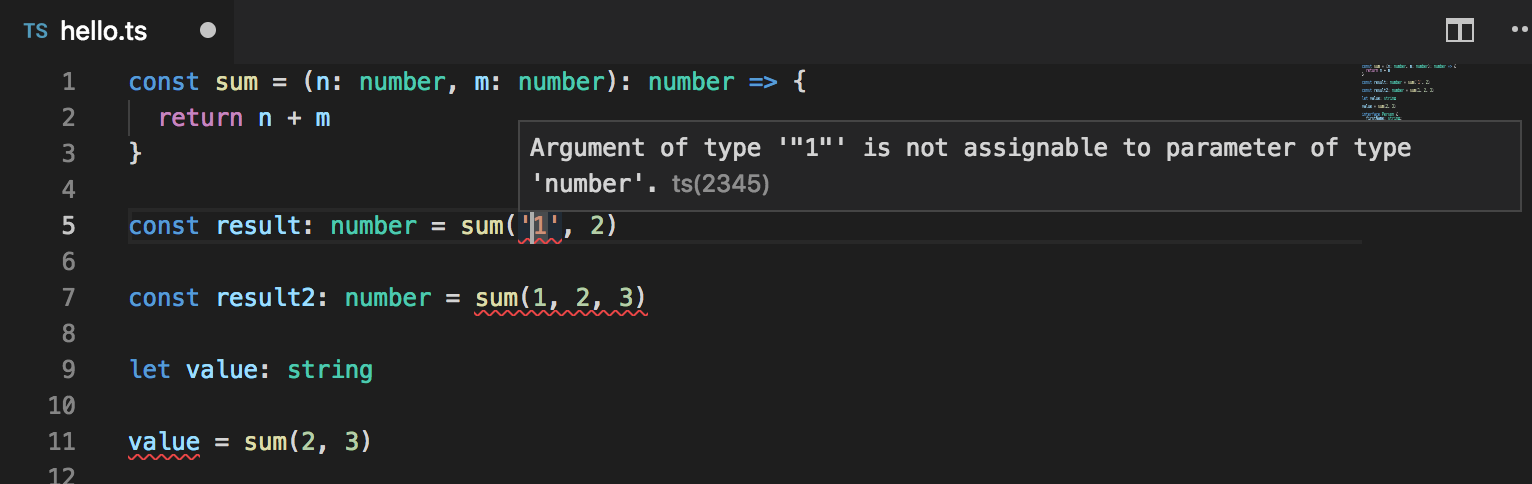 TS hello.ts
1 const sum = (n: number, m: number): number => {
2 return n + m
3 }
Argument of type '"1"' is not assignable to parameter of type
'number'. ts(2345)
4
5 const result: number = sum('1', 2)
6
7 const result2: number = sum(1, 2, 3)
8
9 let value: string
10
11 value = sum(2, 3)
12